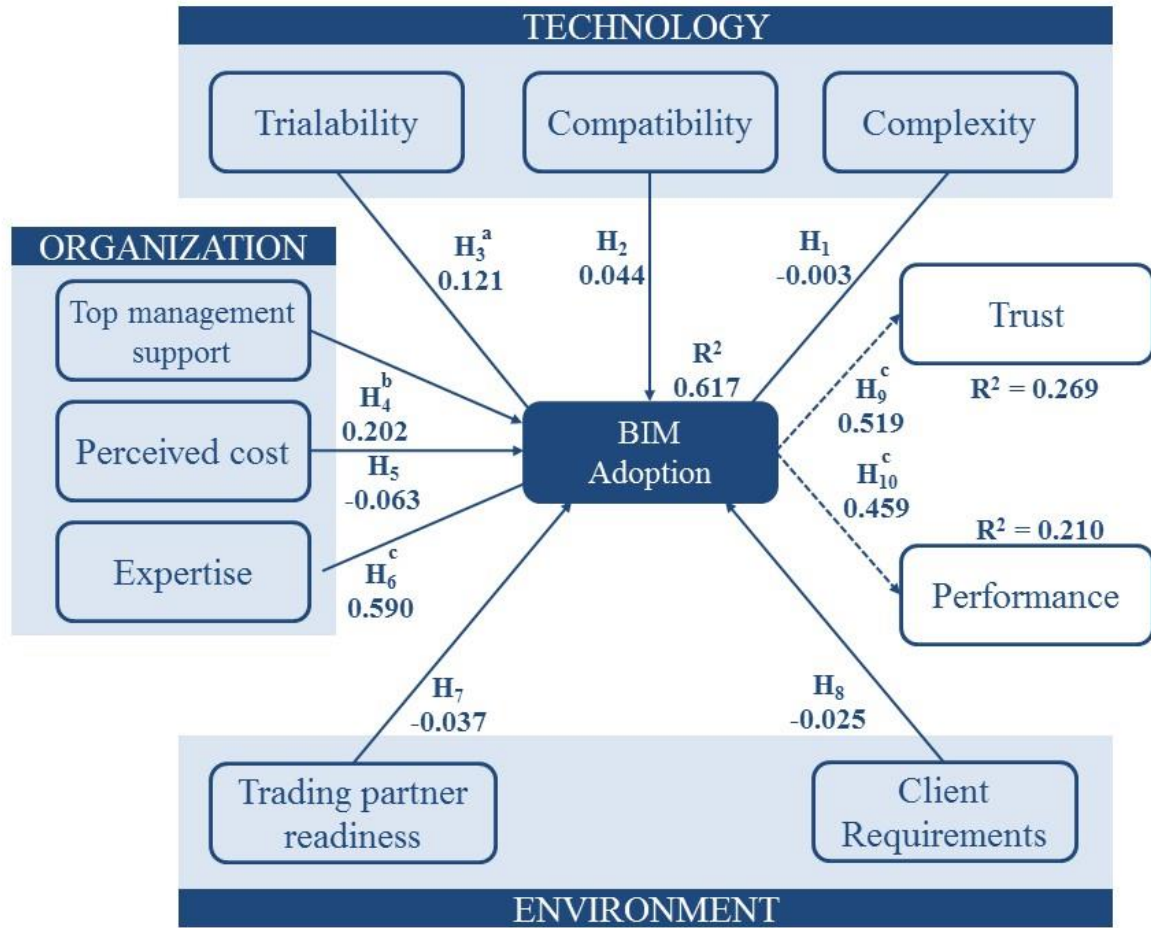 TECHNOLOGY
Trialability
Compatibility
Complexity
H₃ᵃ
0.121
H₂
0.044
H₁
-0.003
ORGANIZATION
Top management
support
Perceived cost
Expertise
H₄ᵇ
0.202
H₅
-0.063
H₆ᶜ
0.590
R²
0.617
BIM
Adoption
Trust
R² = 0.269
H₉ᶜ
0.519
H₁₀ᶜ
0.459
R² = 0.210
Performance
H₇
-0.037
H₈
-0.025
Trading partner
readiness
Client
Requirements
ENVIRONMENT